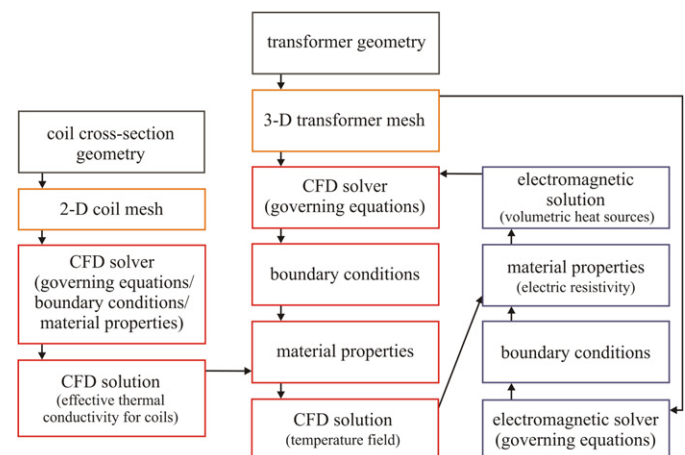 transformer geometry
3-D transformer mesh
coil cross-section
geometry
2-D coil mesh
CFD solver
(governing equations/
boundary conditions/
material properties)
CFD solution
(effective thermal
conductivity for coils)
CFD solver
(governing equations)
boundary conditions
material properties
CFD solution
(temperature field)
electromagnetic
solution
(volumetric heat sources)
material properties
(electric resistivity)
boundary conditions
electromagnetic solver
(governing equations)